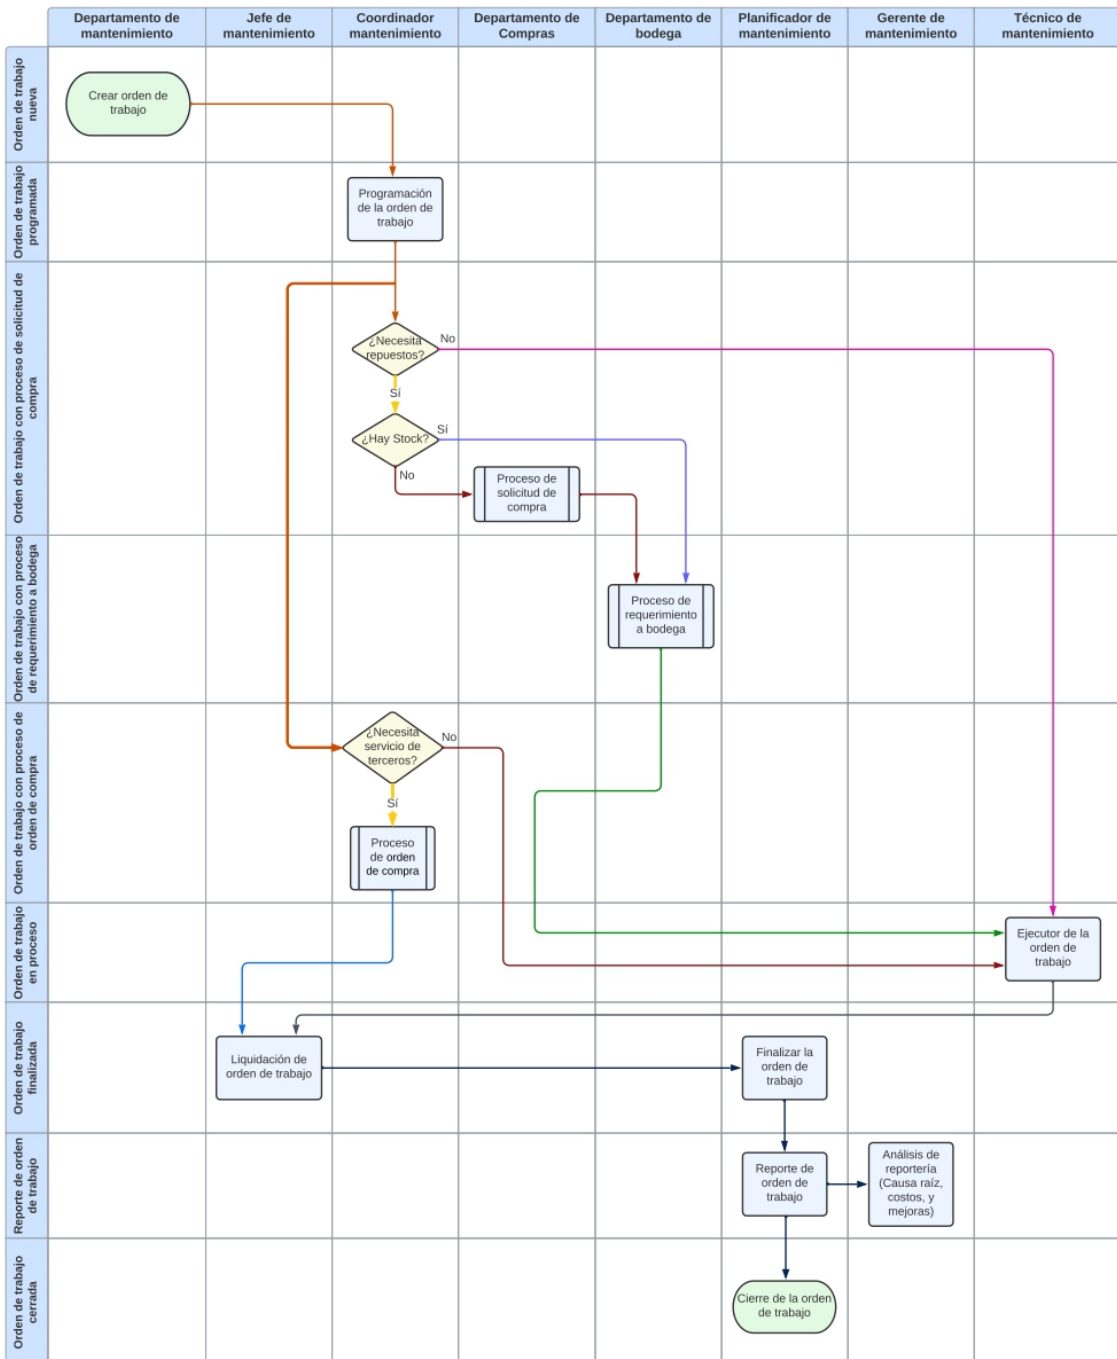 Departamento de
mantenimiento
Jefe de
mantenimiento
Coordinador
mantenimiento
Departamento de
Compras
Departamento de
bodega
Planificador de
mantenimiento
Gerente de
mantenimiento
Técnico de
mantenimiento
Orden de trabajo
nueva
Crear orden de
trabajo
Orden de trabajo
programada
Programación
de la orden de
trabajo
Orden de trabajo con proceso de solicitud de
compra
¿Necesita
repuestos?
No
Sí
¿Hay Stock?
Sí
No
Proceso de
solicitud de
compra
Orden de trabajo con proceso
de requerimiento a bodega
Proceso de
requerimiento
a bodega
Orden de trabajo con proceso de
orden de compra
¿Necesita
servicio de
terceros?
No
Sí
Proceso
de orden
de compra
Orden de trabajo
en proceso
Ejecutor de la
orden de
trabajo
Orden de trabajo
finalizada
Liquidación de
orden de trabajo
Finalizar la
orden de
trabajo
Reporte de orden
de trabajo
Reporte de
orden de
trabajo
Análisis de
reportería
(Causa raíz,
costos, y
mejoras)
Orden de trabajo
cerrada
Cierre de la orden
de trabajo